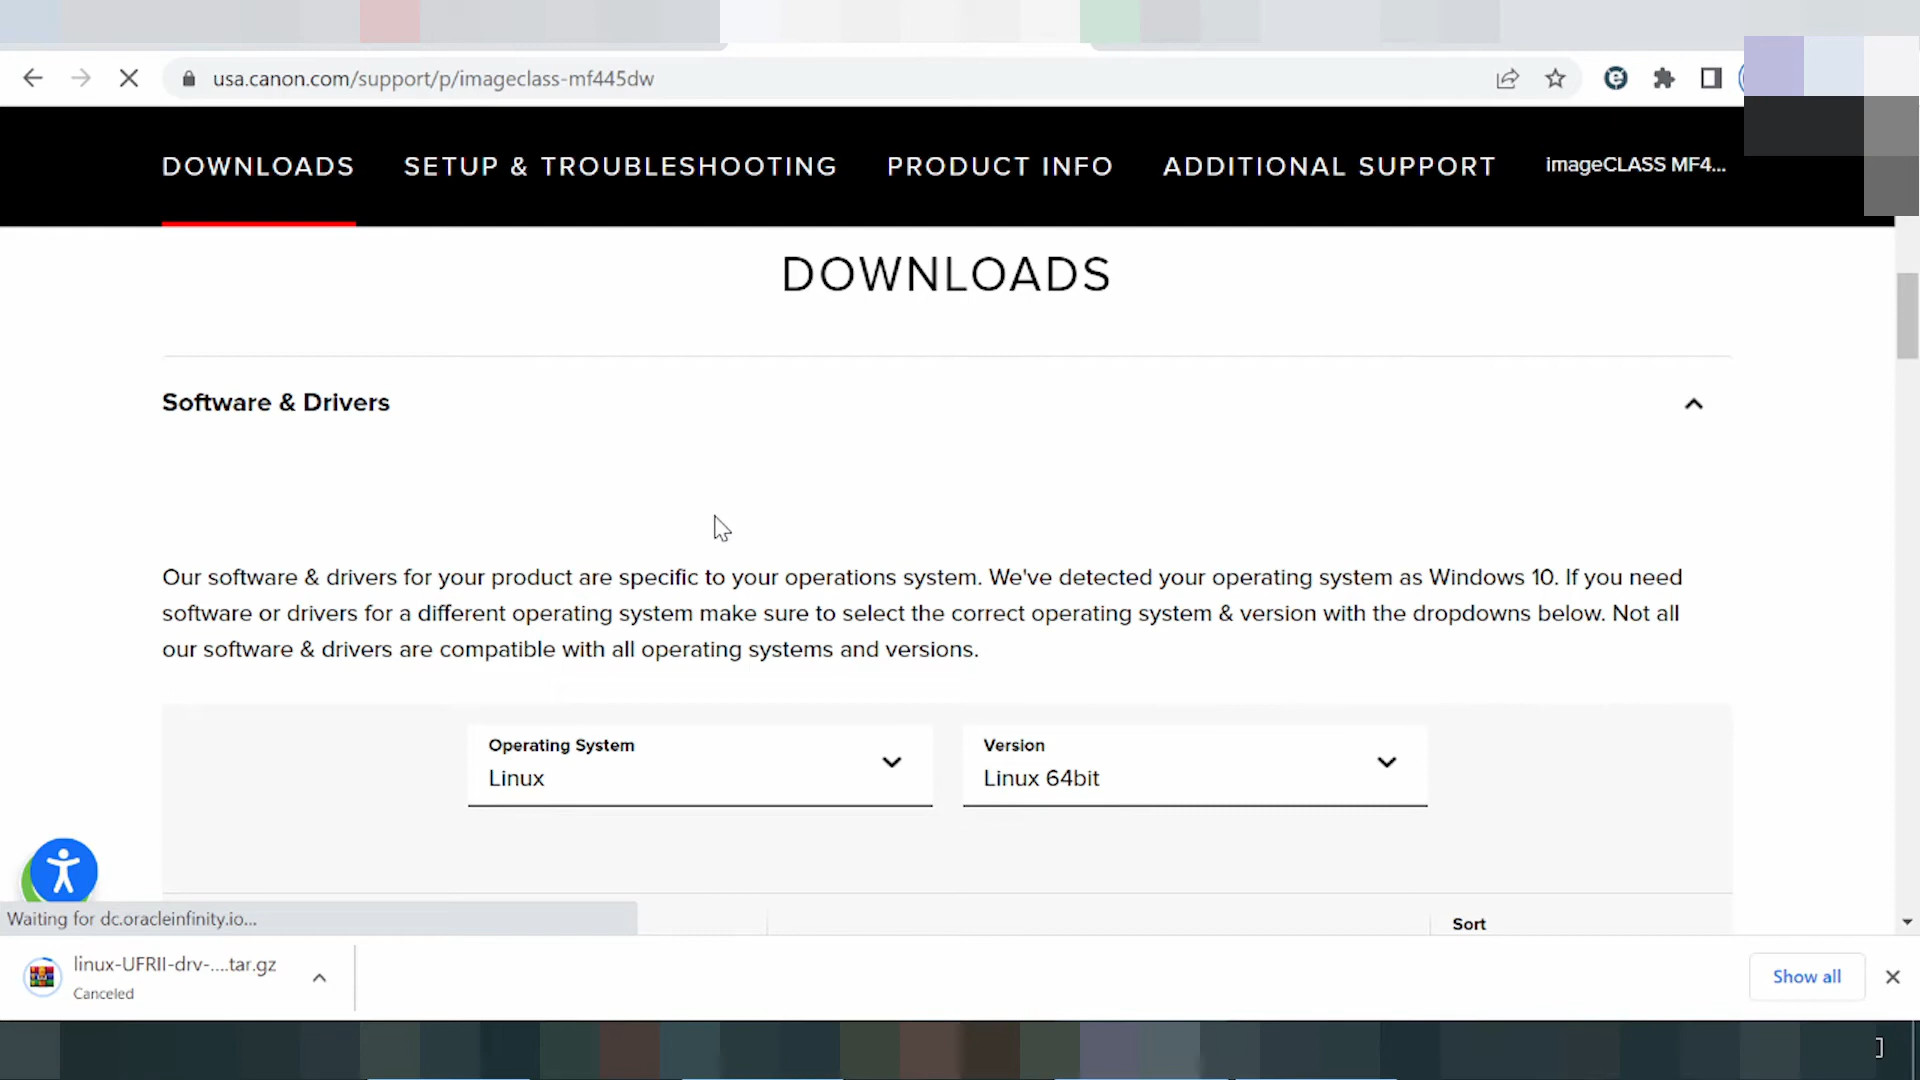 usa.canon.com/support/p/imageclass-mf445dw
DOWNLOADS
SETUP & TROUBLESHOOTING
PRODUCT INFO
ADDITIONAL SUPPORT
imageCLASS MF4...
DOWNLOADS
Software & Drivers
Our software & drivers for your product are specific to your operations system. We've detected your operating system as Windows 10. If you need
software or drivers for a different operating system make sure to select the correct operating system & version with the dropdowns below. Not all
our software & drivers are compatible with all operating systems and versions.
Operating System
Linux
Version
Linux 64bit
Sort
Waiting for dc.oracleinfinity.io...
linux-UFRII-drv-....tar.gz
Canceled
Show all